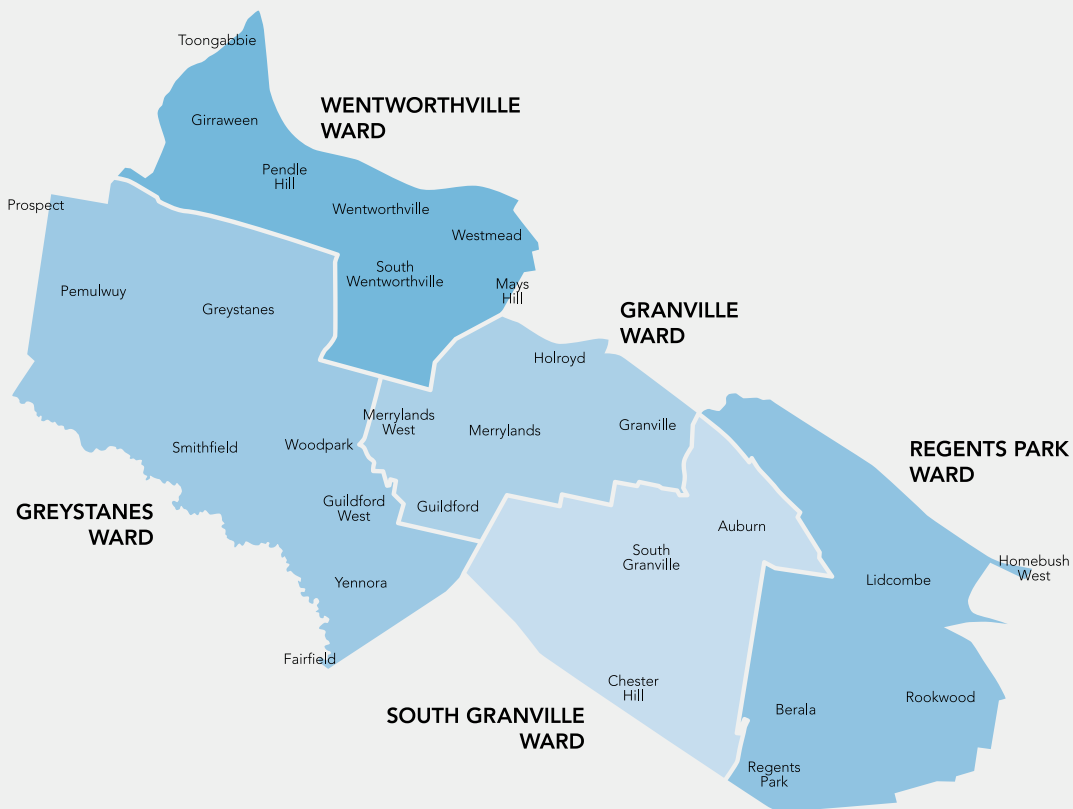 Toongabbie
WENTWORTHVILLE
WARD
Girraween
Pendle
Hill
Wentworthville
Westmead
South
Wentworthville
Mays
Hill
Prospect
Pemulwuy
Greystanes
GRANVILLE
WARD
Holroyd
Merrylands
West
Merrylands
Granville
Guildford
Smithfield
Woodpark
Guildford
West
GREYSTANES
WARD
Yennora
Fairfield
REGENTS PARK
WARD
Auburn
South
Granville
Homebush
West
Lidcombe
Chester
Hill
SOUTH GRANVILLE
WARD
Berala
Rookwood
Regents
Park